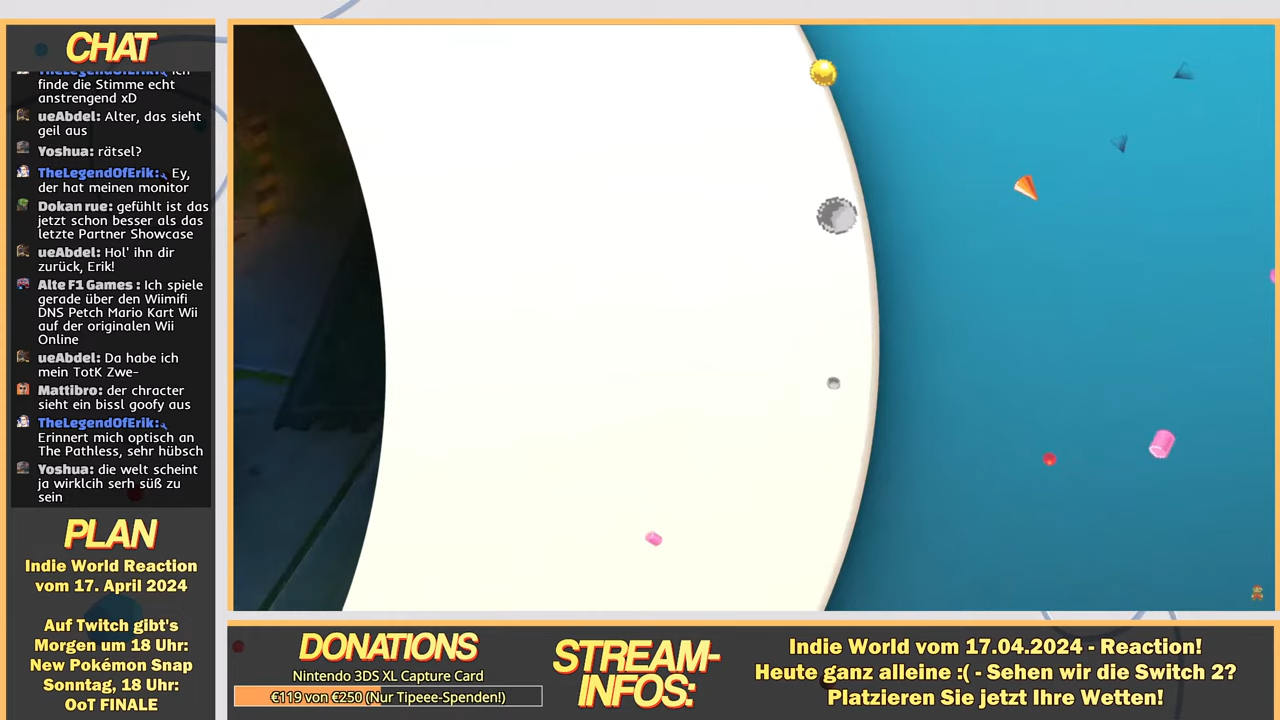 CHAT
TheLegendOfErik: Ich
finde die Stimme echt
anstrengend xD
ueAbdel: Alter, das sieht
geil aus
Yoshua: rätsel?
TheLegendOfErik: Ey,
der hat meinen monitor
Dokan rue: gefühlt ist das
jetzt schon besser als das
letzte Partner Showcase
ueAbdel: Hol' ihn dir
zurück, Erik!
Alte F1 Games : Ich spiele
gerade über den Wiimifi
DNS Petch Mario Kart Wii
auf der originalen Wii
Online
ueAbdel: Da habe ich
mein TotK Zwe-
Mattibro: der chracter
sieht ein bissl goofy aus
TheLegendOfErik:
Erinnert mich optisch an
The Pathless, sehr hübsch
Yoshua: die welt scheint
ja wirklcih serh süß zu
sein
PLAN
Indie World Reaction
vom 17. April 2024
Auf Twitch gibt's
Morgen um 18 Uhr:
New Pokémon Snap
Sonntag, 18 Uhr:
OoT FINALE
DONATIONS
Nintendo 3DS XL Capture Card
€119 von €250 (Nur Tipeee-Spenden!)
STREAM-
INFOS:
Indie World vom 17.04.2024 - Reaction!
Heute ganz alleine :( - Sehen wir die Switch 2?
Platzieren Sie jetzt Ihre Wetten!